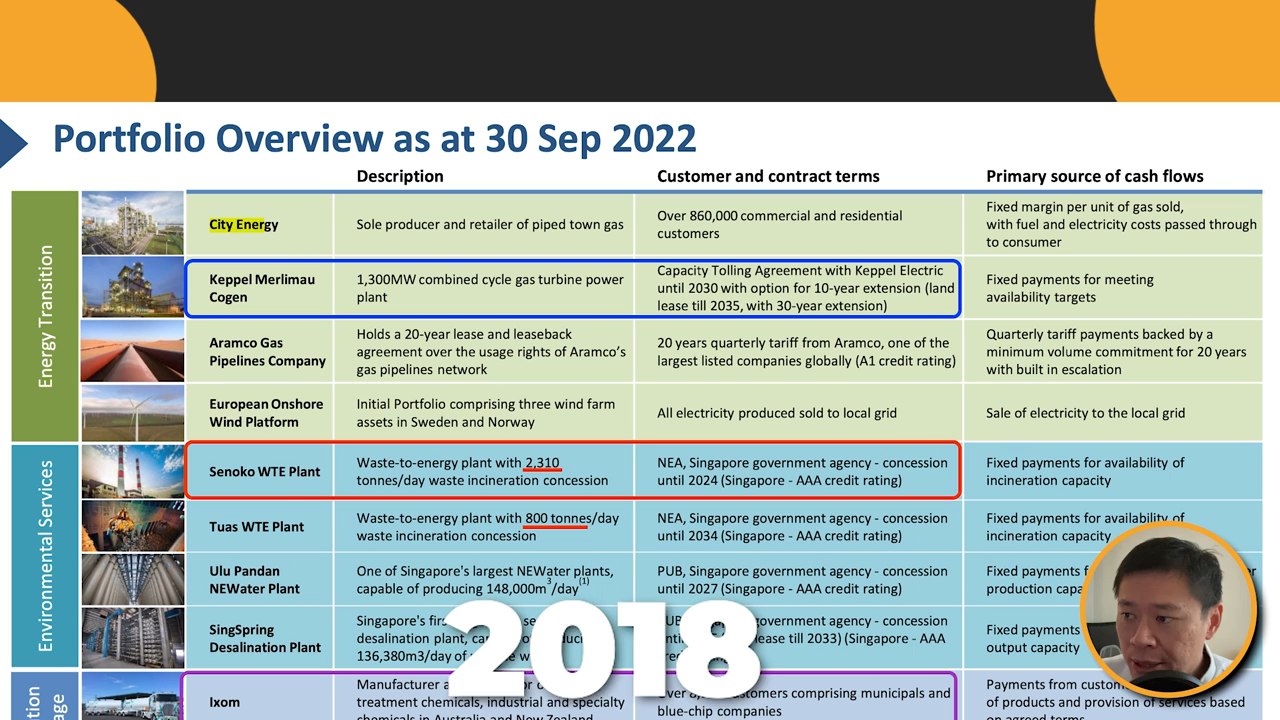 Portfolio Overview as at 30 Sep 2022
Description
Customer and contract terms
Primary source of cash flows
Energy Transition
City Energy
Sole producer and retailer of piped town gas
Over 860,000 commercial and residential
customers
Fixed margin per unit of gas sold,
with fuel and electricity costs passed through
to consumer
Keppel Merlimau
Cogen
1,300MW combined cycle gas turbine power
plant
Capacity Tolling Agreement with Keppel Electric
until 2030 with option for 10-year extension (land
lease till 2035, with 30-year extension)
Fixed payments for meeting
availability targets
Aramco Gas
Pipelines Company
Holds a 20-year lease and leaseback
agreement over the usage rights of Aramco's
gas pipelines network
20 years quarterly tariff from Aramco, one of the
largest listed companies globally (A1 credit rating)
Quarterly tariff payments backed by a
minimum volume commitment for 20 years
with built in escalation
European Onshore
Wind Platform
Initial Portfolio comprising three wind farm
assets in Sweden and Norway
All electricity produced sold to local grid
Sale of electricity to the local grid
Environmental Services
Senoko WTE Plant
Waste-to-energy plant with 2,310
tonnes/day waste incineration concession
NEA, Singapore government agency - concession
until 2024 (Singapore - AAA credit rating)
Fixed payments for availability of
incineration capacity
Tuas WTE Plant
Waste-to-energy plant with 800 tonnes/day
waste incineration concession
NEA, Singapore government agency - concession
until 2034 (Singapore - AAA credit rating)
Fixed payments for availability of
incineration capacity
Ulu Pandan
NEWater Plant
One of Singapore's largest NEWater plants,
capable of producing 148,000m3/day(1)
PUB, Singapore government agency - concession
until 2027 (Singapore - AAA credit rating)
Fixed payments
production
SingSpring
Desalination Plant
Singapore's
desalination plant,
136,380m3/day of
agency - concession
lease till 2033) (Singapore - AAA
Fixed payments
output capacity
2018
Ixom
Manufacturer
treatment chemicals, industrial and specialty
chemicals in Australia and New Zealand
customers comprising municipals and
blue-chip companies
Payments from
of products and provision of services based
on agreed terms